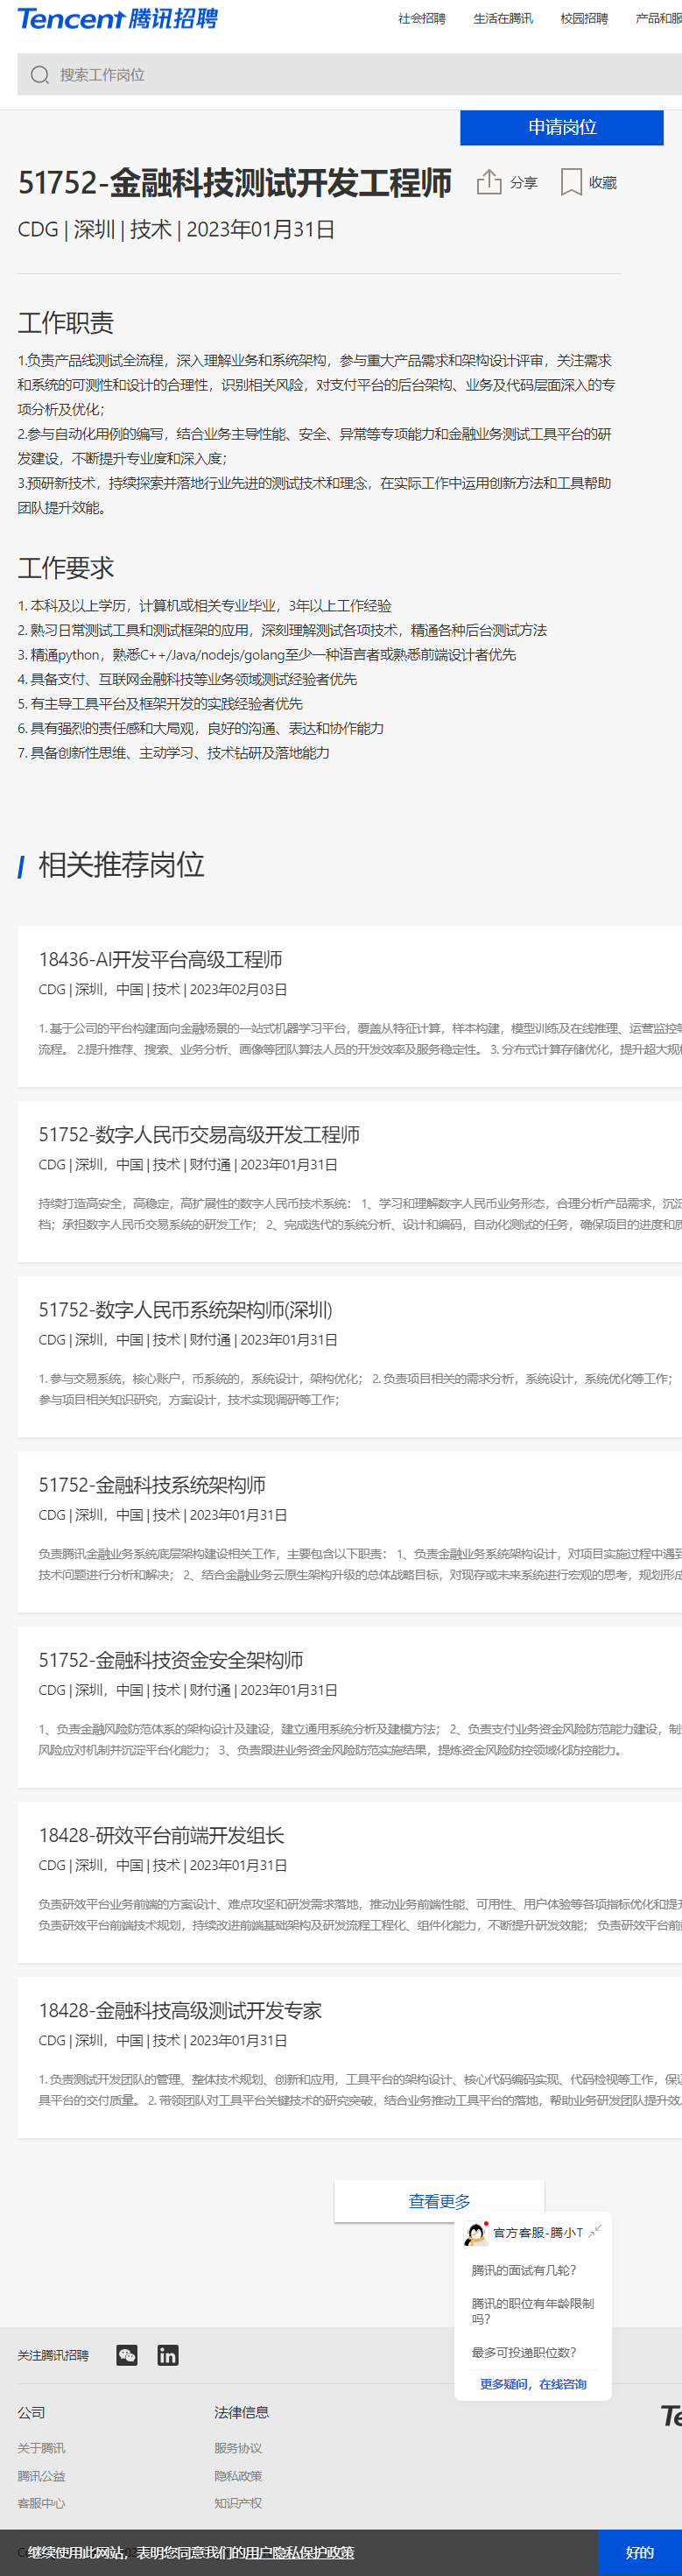 Tencent 腾讯招聘
社会招聘 生活在腾讯 校园招聘 产品和服
搜索工作岗位
申请岗位
51752-金融科技测试开发工程师 分享 收藏
CDG | 深圳 | 技术 | 2023年01月31日
工作职责
1.负责产品线测试全流程，深入理解业务和系统架构，参与重大产品需求和架构设计评审，关注需求
和系统的可测性和设计的合理性，识别相关风险，对支付平台的后台架构、业务及代码层面深入的专
项分析及优化；
2.参与自动化用例的编写，结合业务主导性能、安全、异常等专项能力和金融业务测试工具平台的研
发建设，不断提升专业度和深入度；
3.预研新技术，持续探索并落地行业先进的测试技术和理念，在实际工作中运用创新方法和工具帮助
团队提升效能。
工作要求
1. 本科及以上学历，计算机或相关专业毕业，3年以上工作经验
2. 熟习日常测试工具和测试框架的应用，深刻理解测试各项技术，精通各种后台测试方法
3. 精通python，熟悉C++/Java/nodejs/golang至少一种语言者或熟悉前端设计者优先
4. 具备支付、互联网金融科技等业务领域测试经验者优先
5. 有主导工具平台及框架开发的实践经验者优先
6. 具有强烈的责任感和大局观，良好的沟通、表达和协作能力
7. 具备创新性思维、主动学习、技术钻研及落地能力
相关推荐岗位
18436-AI开发平台高级工程师
CDG | 深圳，中国 | 技术 | 2023年02月03日
1. 基于公司的平台构建面向金融场景的一站式机器学习平台，覆盖从特征计算，样本构建，模型训练及在线推理、运营监控等
流程。 2.提升推荐、搜索、业务分析、画像等团队算法人员的开发效率及服务稳定性。 3. 分布式计算存储优化，提升超大规模
51752-数字人民币交易高级开发工程师
CDG | 深圳，中国 | 技术 | 财付通 | 2023年01月31日
持续打造高安全，高稳定，高扩展性的数字人民币技术系统： 1、学习和理解数字人民币业务形态，合理分析产品需求，沉淀
档；承担数字人民币交易系统的研发工作； 2、完成迭代的系统分析、设计和编码，自动化测试的任务，确保项目的进度和质
51752-数字人民币系统架构师(深圳)
CDG | 深圳，中国 | 技术 | 财付通 | 2023年01月31日
1. 参与交易系统，核心账户，币系统的，系统设计，架构优化； 2. 负责项目相关的需求分析，系统设计，系统优化等工作；
参与项目相关知识研究，方案设计，技术实现调研等工作；
51752-金融科技系统架构师
CDG | 深圳，中国 | 技术 | 2023年01月31日
负责腾讯金融业务系统底层架构建设相关工作，主要包含以下职责： 1、负责金融业务系统架构设计，对项目实施过程中遇到
技术问题进行分析和解决； 2、结合金融业务云原生架构升级的总体战略目标，对现存或未来系统进行宏观的思考，规划形成
51752-金融科技资金安全架构师
CDG | 深圳，中国 | 技术 | 财付通 | 2023年01月31日
1、负责金融风险防范体系的架构设计及建设，建立通用系统分析及建模方法； 2、负责支付业务资金风险防范能力建设，制
风险应对机制并沉淀平台化能力； 3、负责跟进业务资金风险防范实施结果，提炼资金风险防控领域化防控能力。
18428-研效平台前端开发组长
CDG | 深圳，中国 | 技术 | 2023年01月31日
负责研效平台业务前端的方案设计、难点攻坚和研发需求落地，推动业务前端性能、可用性、用户体验等各项指标优化和提升
负责研效平台前端技术规划，持续改进前端基础架构及研发流程工程化、组件化能力，不断提升研发效能； 负责研效平台前
18428-金融科技高级测试开发专家
CDG | 深圳，中国 | 技术 | 2023年01月31日
1. 负责测试开发团队的管理、整体技术规划、创新和应用，工具平台的架构设计、核心代码编码实现、代码检视等工作，保证
具平台的交付质量。 2. 带领团队对工具平台关键技术的研究突破，结合业务推动工具平台的落地，帮助业务研发团队提升效
查看更多
官方客服-腾小T
腾讯的面试有几轮？
腾讯的职位有年龄限制
吗？
最多可投递职位数？
更多疑问，在线咨询
关注腾讯招聘
公司 法律信息
关于腾讯 服务协议
腾讯公益 隐私政策
客服中心 知识产权
继续使用此网站，表明您同意我们的用户隐私保护政策 好的